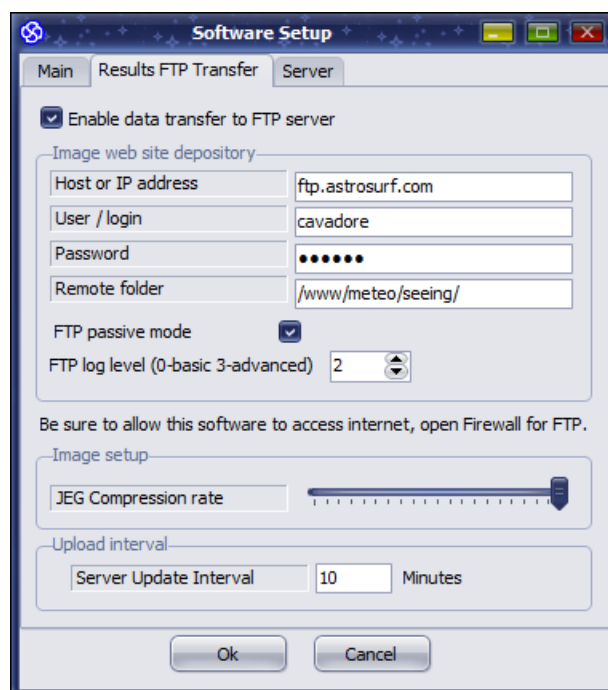 Software Setup
Main Results FTP Transfer Server
Enable data transfer to FTP server
Image web site depository
Host or IP address ftp.astrosurf.com
User / login cavadore
Password ●●●●●●
Remote folder /www/meteo/seeing/
FTP passive mode
FTP log level (0-basic 3-advanced) 2
Be sure to allow this software to access internet, open Firewall for FTP.
Image setup
JEG Compression rate
Upload interval
Server Update Interval 10 Minutes
Ok Cancel